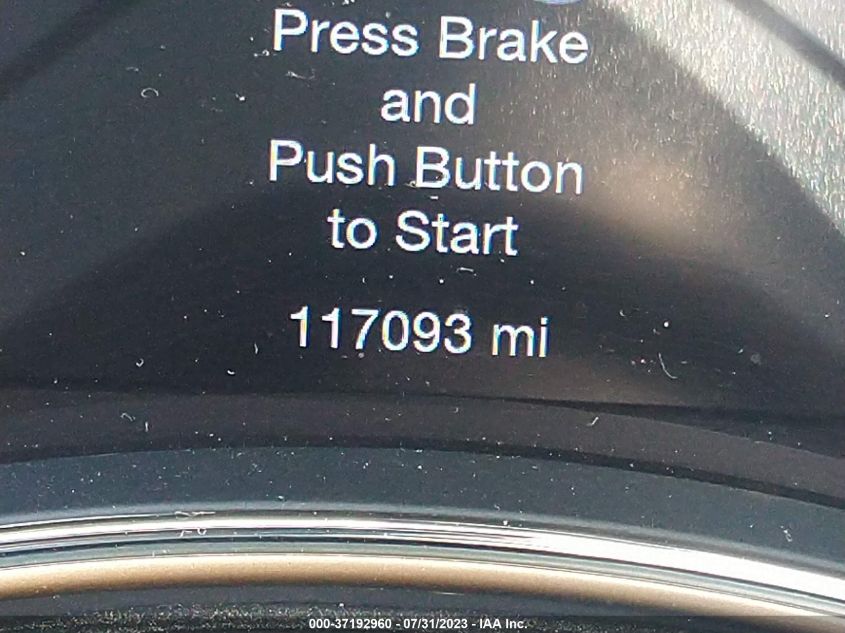 Press Brake
and
Push Button
to Start
117093 mi
000-37192960 - 07/31/2023 - IAA Inc.